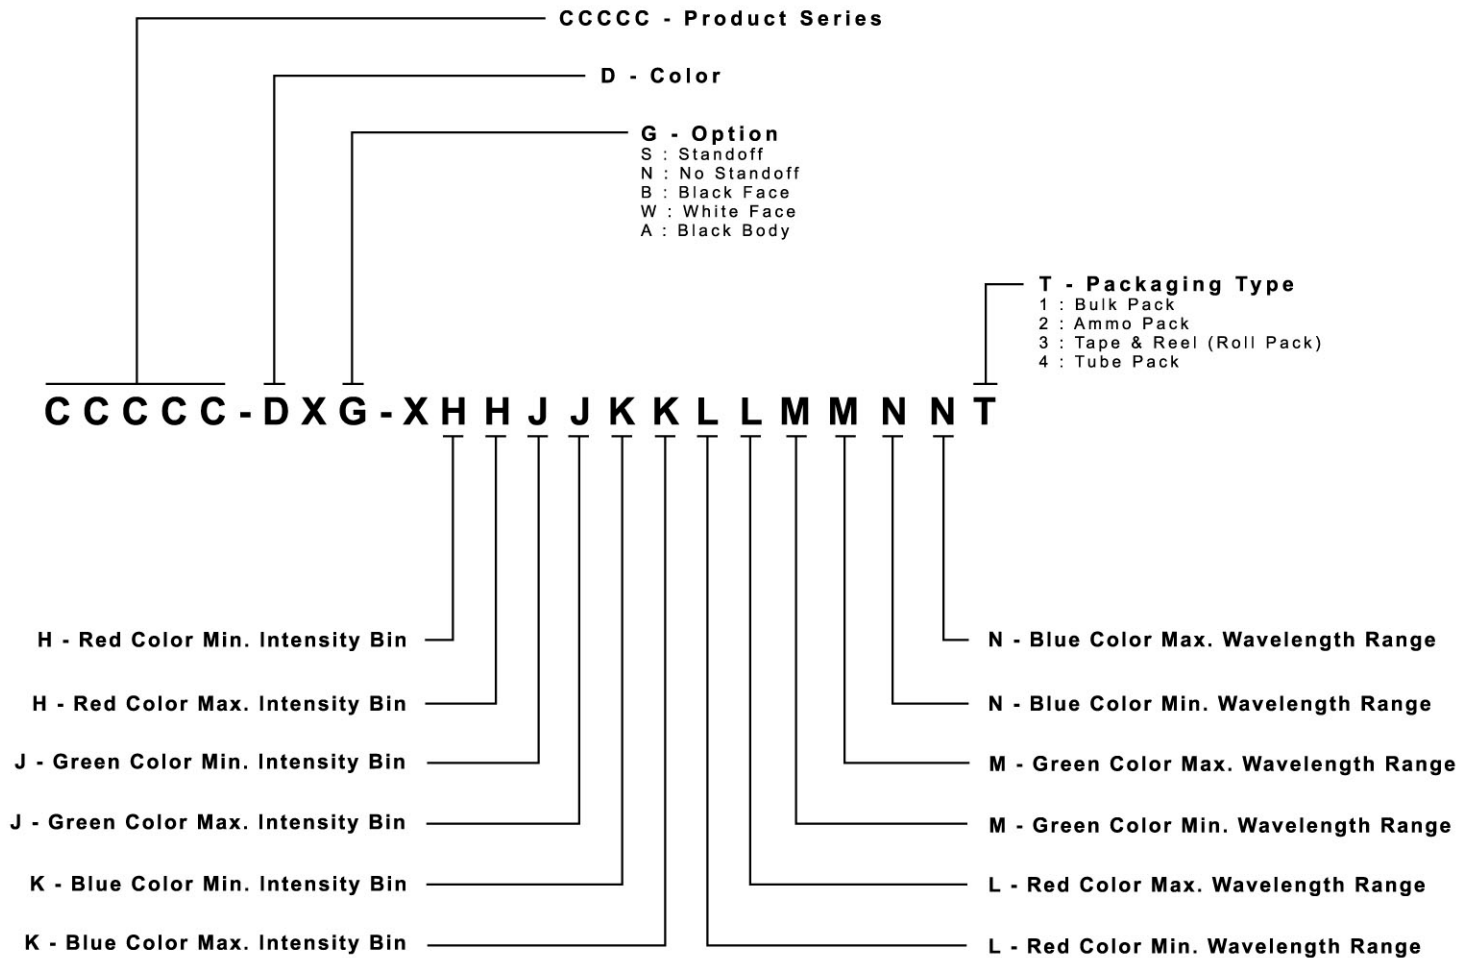 CCCCC - Product Series
D - Color
G - Option
S : Standoff
N : No Standoff
B : Black Face
W : White Face
A : Black Body
T - Packaging Type
1 : Bulk Pack
2 : Ammo Pack
3 : Tape & Reel (Roll Pack)
4 : Tube Pack
CCCCC-DXG-XHHJJKKLLMMNNT
H - Red Color Min. Intensity Bin
H - Red Color Max. Intensity Bin
J - Green Color Min. Intensity Bin
J - Green Color Max. Intensity Bin
K - Blue Color Min. Intensity Bin
K - Blue Color Max. Intensity Bin
N - Blue Color Max. Wavelength Range
N - Blue Color Min. Wavelength Range
M - Green Color Max. Wavelength Range
M - Green Color Min. Wavelength Range
L - Red Color Max. Wavelength Range
L - Red Color Min. Wavelength Range